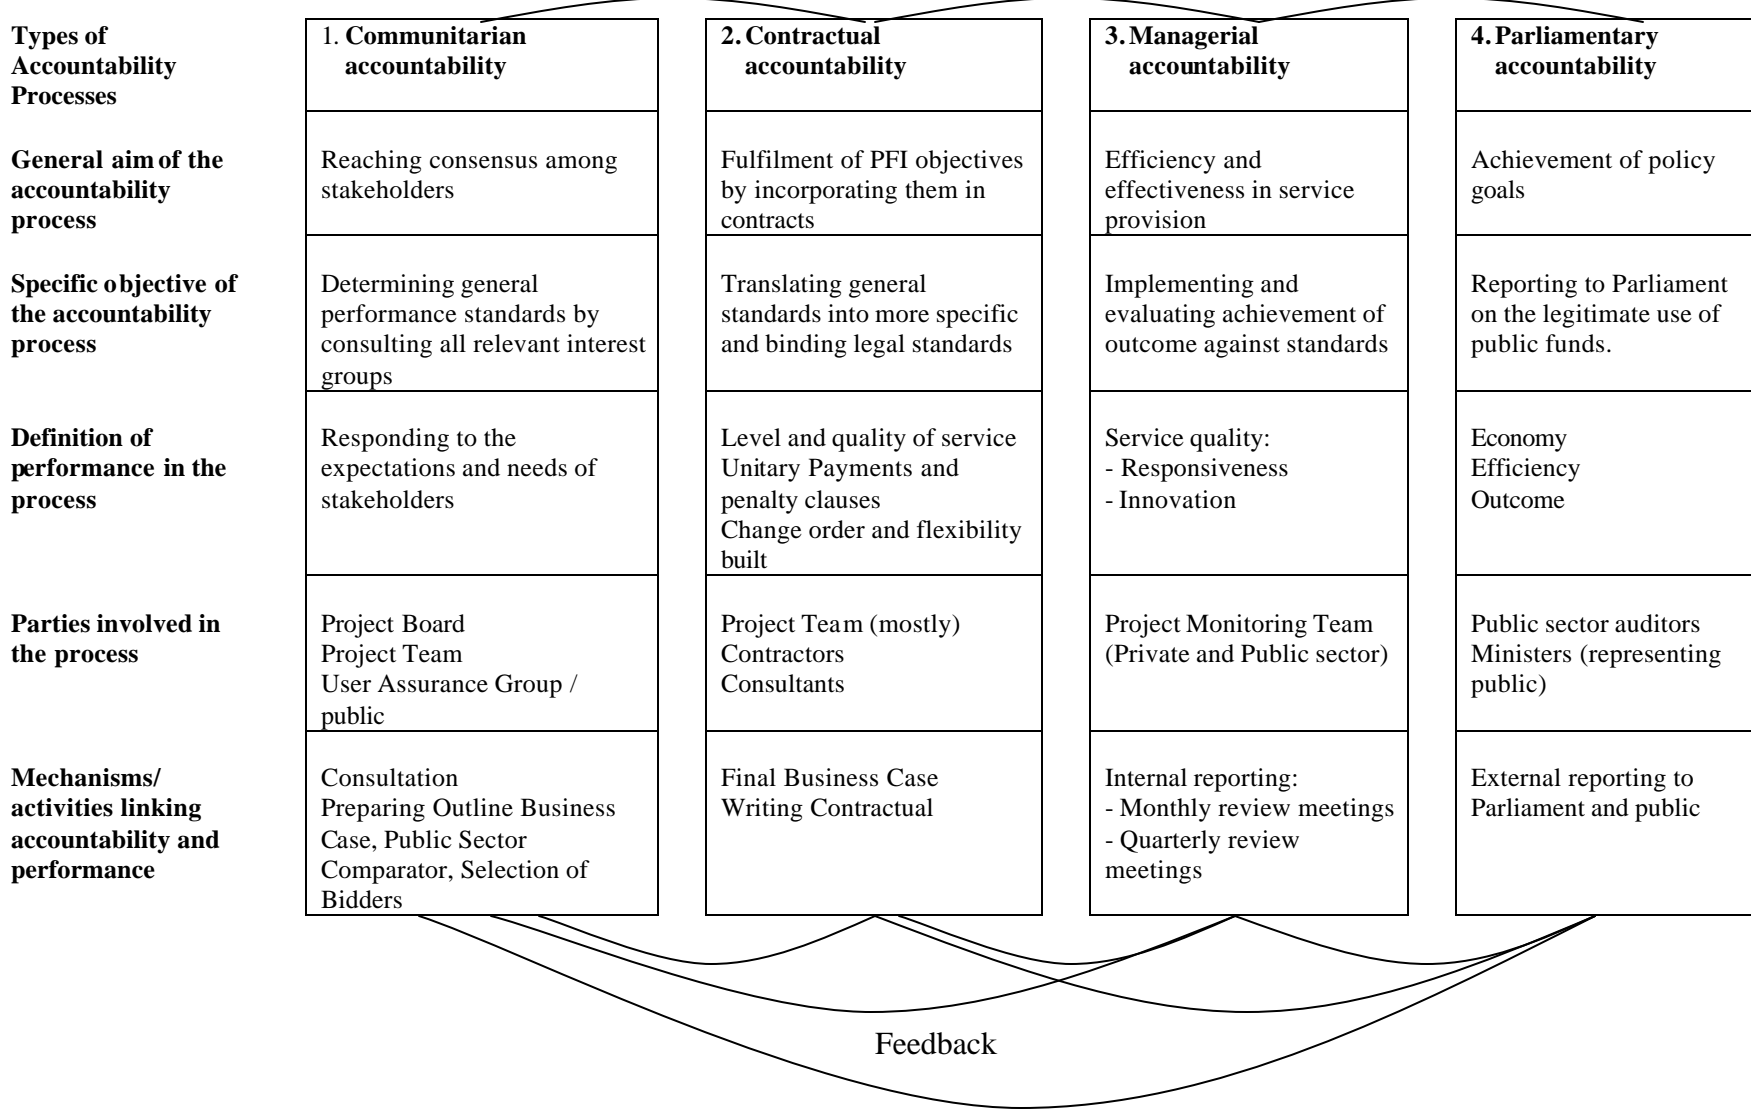 Types of
Accountability
Processes
1. Communitarian
accountability
2. Contractual
accountability
3. Managerial
accountability
4. Parliamentary
accountability
General aim of the
accountability
process
Reaching consensus among
stakeholders
Fulfilment of PFI objectives
by incorporating them in
contracts
Efficiency and
effectiveness in service
provision
Achievement of policy
goals
Specific objective of
the accountability
process
Determining general
performance standards by
consulting all relevant interest
groups
Translating general
standards into more specific
and binding legal standards
Implementing and
evaluating achievement of
outcome against standards
Reporting to Parliament
on the legitimate use of
public funds.
Definition of
performance in the
process
Responding to the
expectations and needs of
stakeholders
Level and quality of service
Unitary Payments and
penalty clauses
Change order and flexibility
built
Service quality:
- Responsiveness
- Innovation
Economy
Efficiency
Outcome
Parties involved in
the process
Project Board
Project Team
User Assurance Group /
public
Project Team (mostly)
Contractors
Consultants
Project Monitoring Team
(Private and Public sector)
Public sector auditors
Ministers (representing
public)
Mechanisms/
activities linking
accountability and
performance
Consultation
Preparing Outline Business
Case, Public Sector
Comparator, Selection of
Bidders
Final Business Case
Writing Contractual
Internal reporting:
- Monthly review meetings
- Quarterly review
meetings
External reporting to
Parliament and public
Feedback